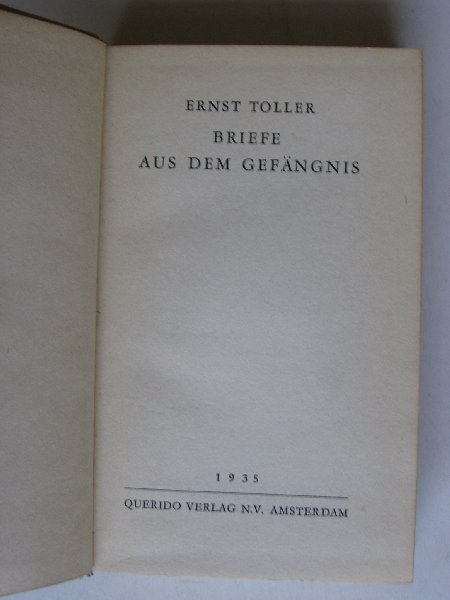 ERNST TOLLER
BRIEFE
AUS DEM GEFÄNGNIS
1935
QUERIDO VERLAG N.V. AMSTERDAM